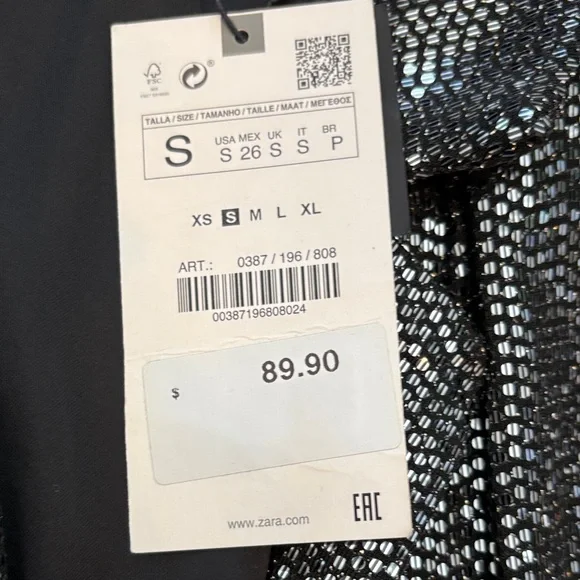 FSC
®
TALLA / SIZE / TAMANHO / TAILLE / MAAT / ΜΕΓΕΘΟΣ
S
USA MEX UK IT BR
S 26 S S P
XS S M L XL
ART.: 0387 / 196 / 808
00387196808024
$ 89.90
www.zara.com
EAC